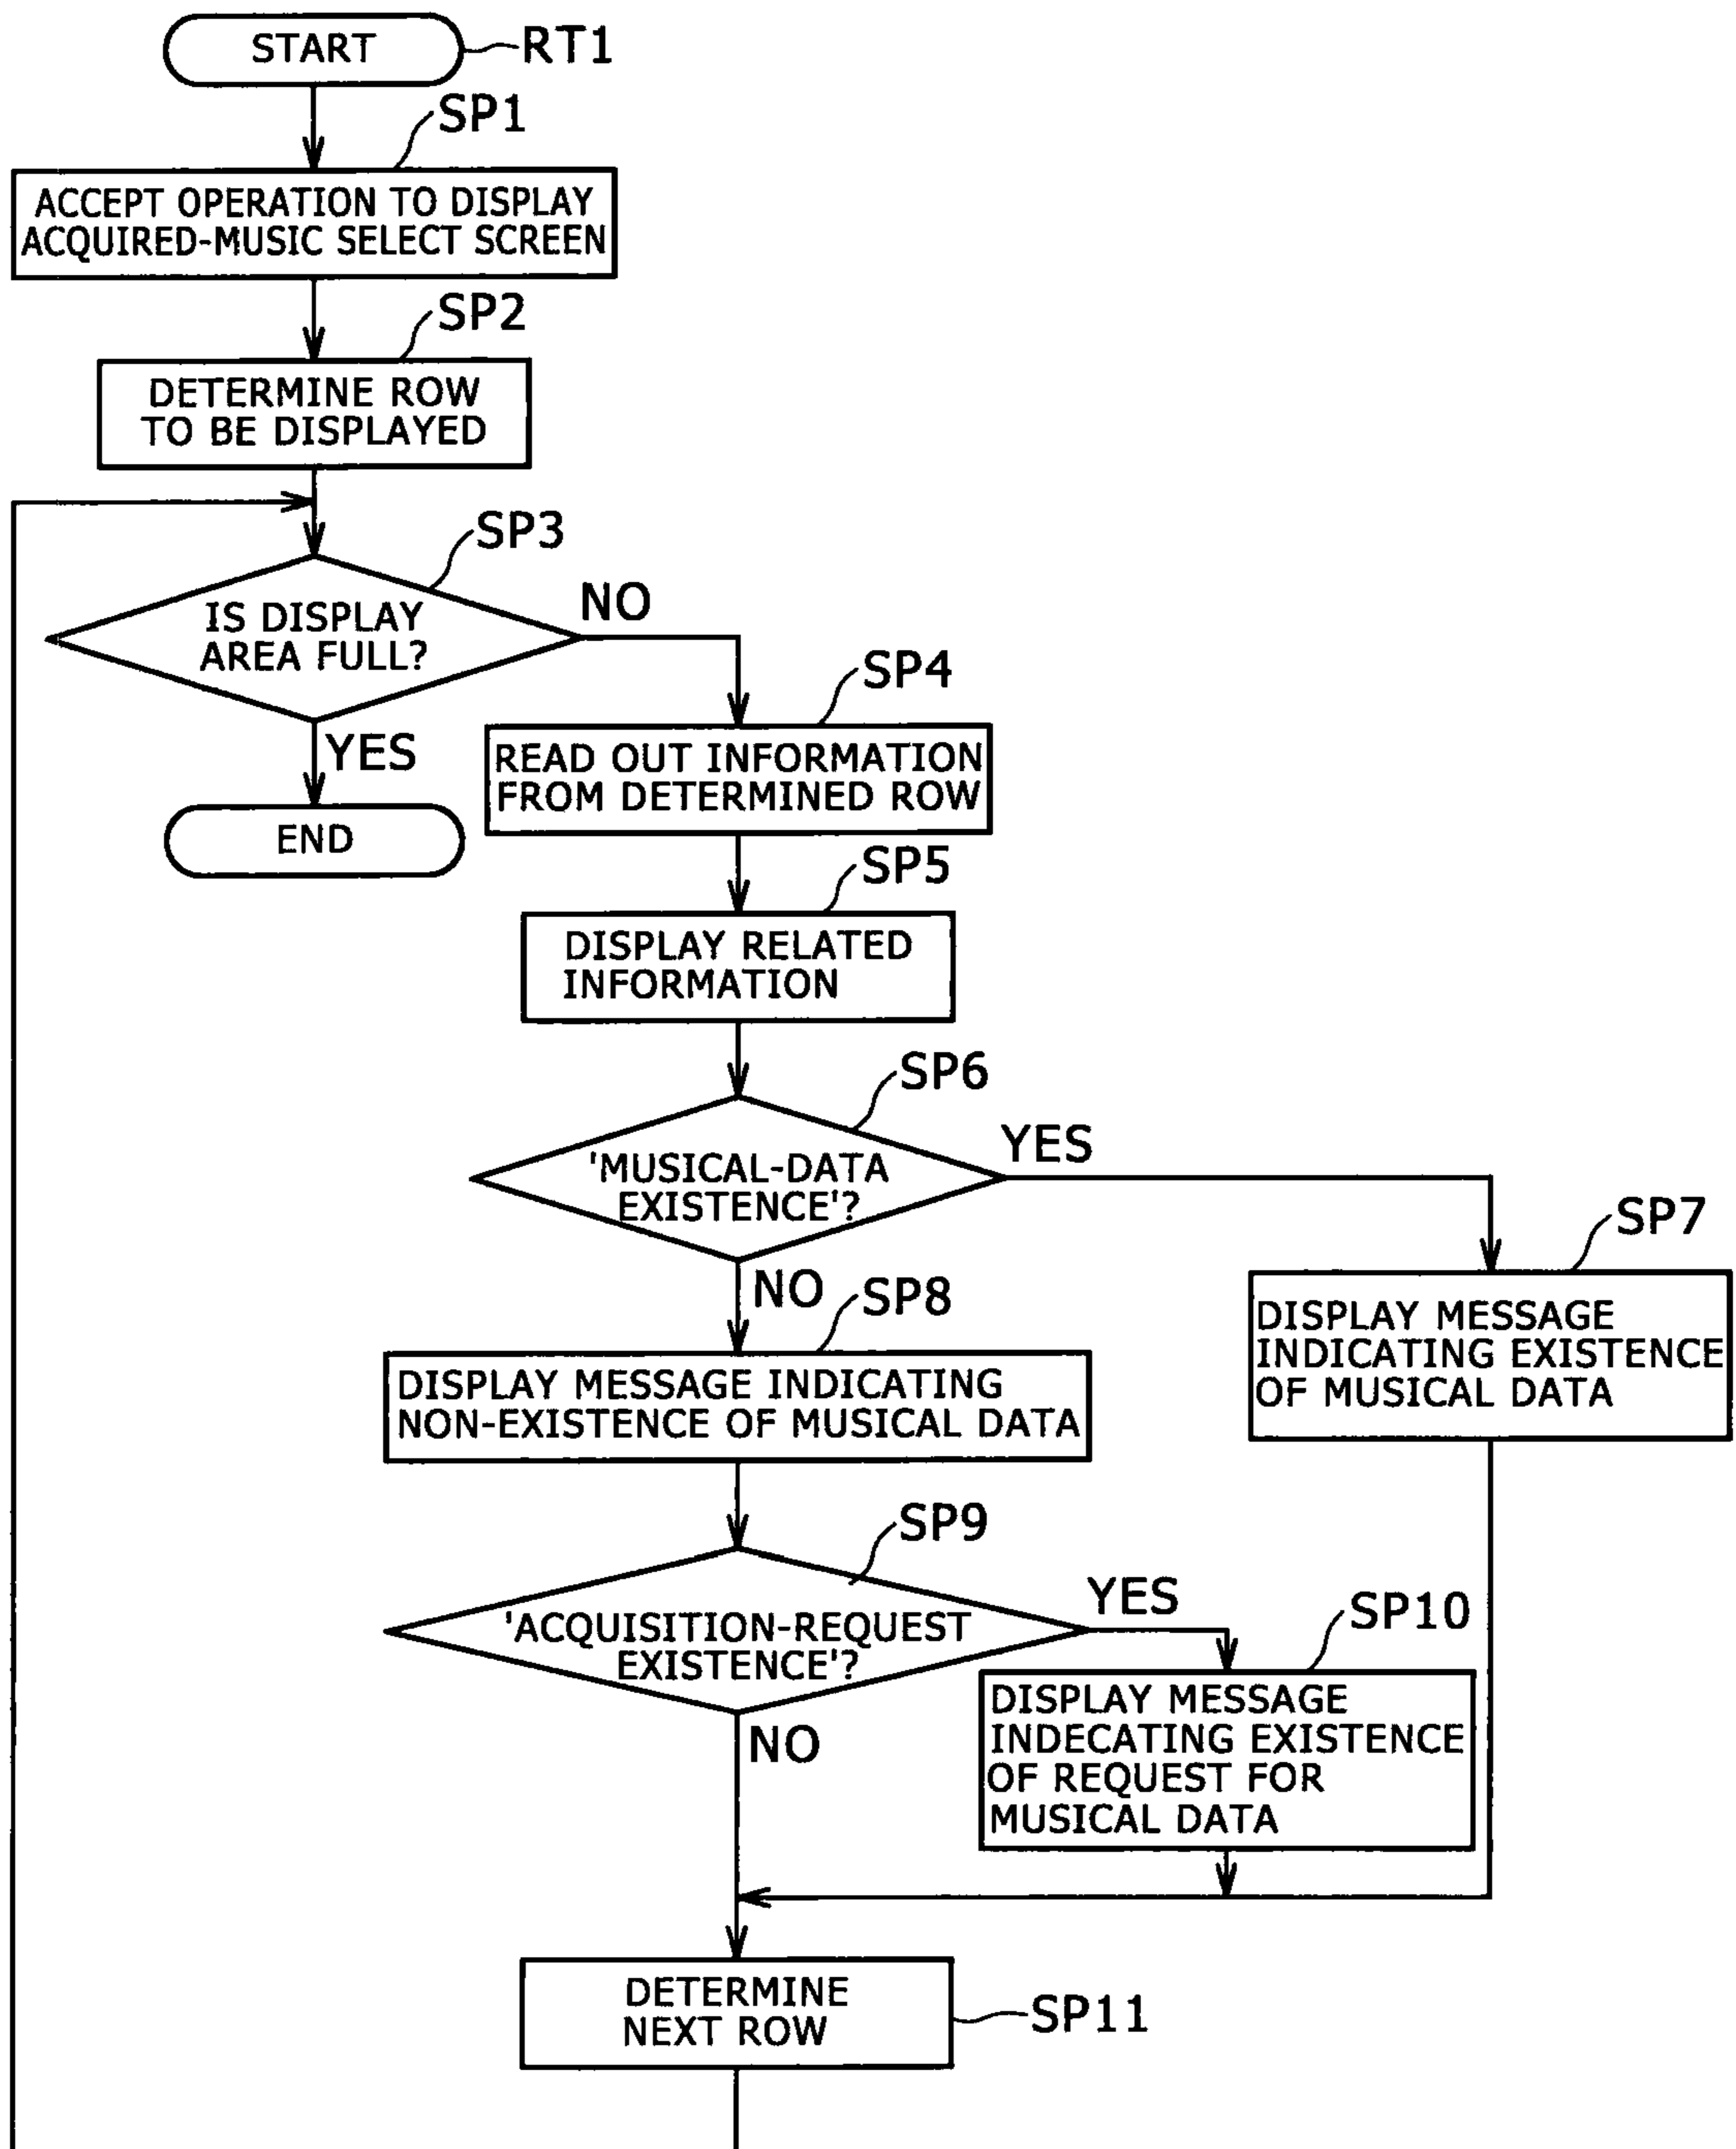 START
RT1
SP1
ACCEPT OPERATION TO DISPLAY
ACQUIRED-MUSIC SELECT SCREEN
SP2
DETERMINE ROW
TO BE DISPLAYED
SP3
IS DISPLAY
AREA FULL?
NO
YES
END
SP4
READ OUT INFORMATION
FROM DETERMINED ROW
SP5
DISPLAY RELATED
INFORMATION
SP6
'MUSICAL-DATA
EXISTENCE'?
YES
SP7
DISPLAY MESSAGE
INDICATING EXISTENCE
OF MUSICAL DATA
NO
SP8
DISPLAY MESSAGE INDICATING
NON-EXISTENCE OF MUSICAL DATA
SP9
'ACQUISITION-REQUEST
EXISTENCE'?
YES
SP10
DISPLAY MESSAGE
INDECATING EXISTENCE
OF REQUEST FOR
MUSICAL DATA
NO
DETERMINE
NEXT ROW
SP11